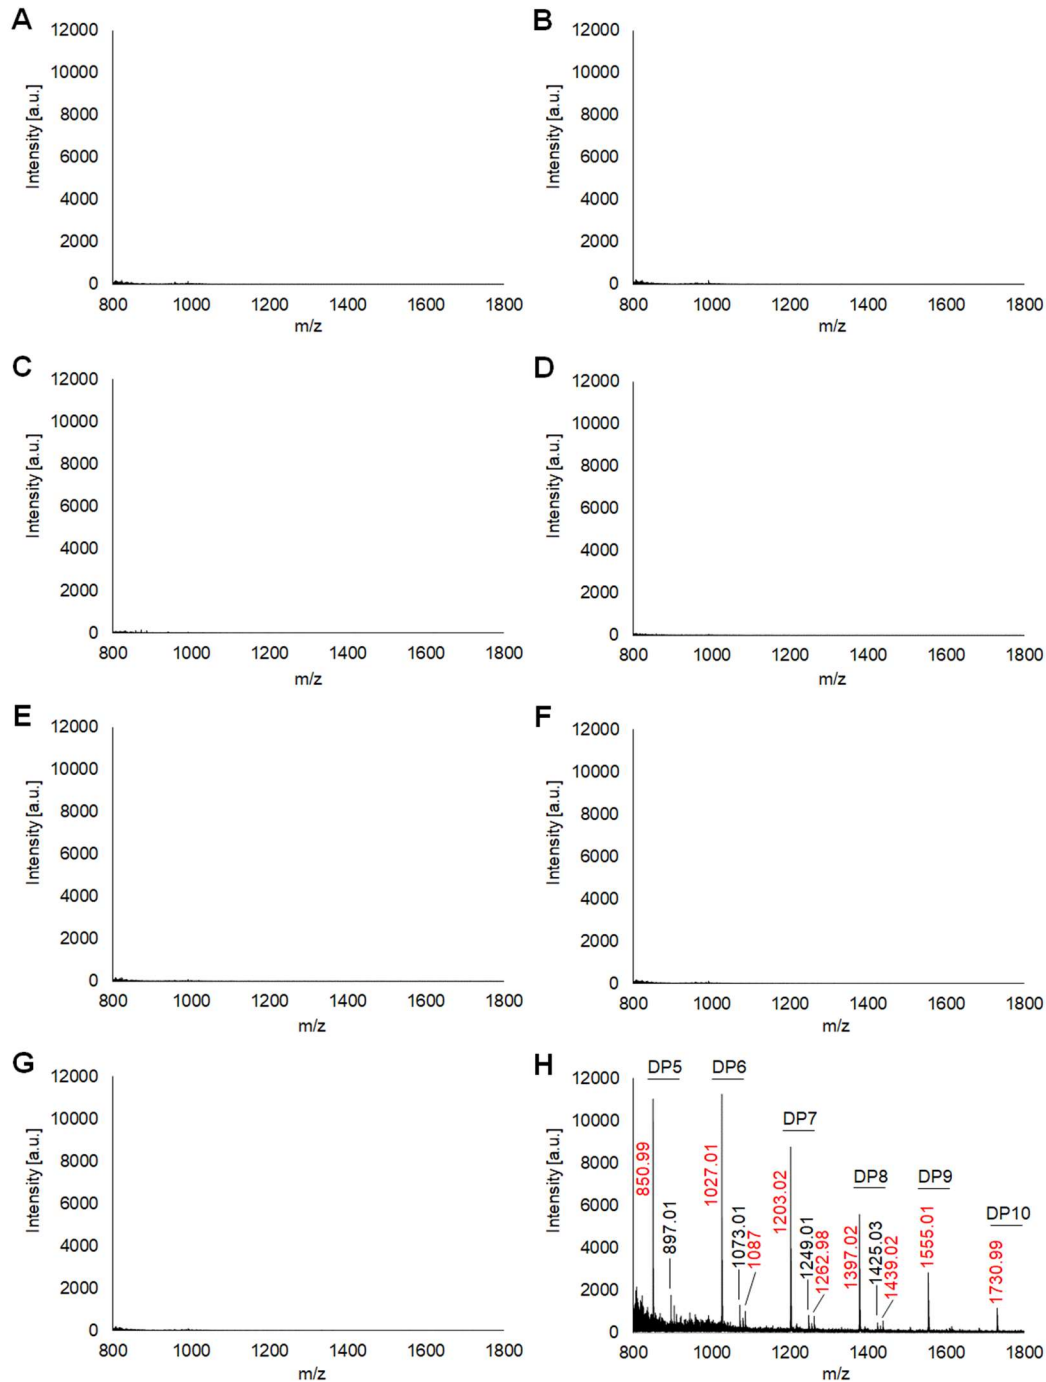 A
12000
10000
8000
6000
4000
2000
0
Intensity [a.u.]
800 1000 1200 1400 1600 1800
m/z
B
12000
10000
8000
6000
4000
2000
0
Intensity [a.u.]
800 1000 1200 1400 1600 1800
m/z
C
12000
10000
8000
6000
4000
2000
0
Intensity [a.u.]
800 1000 1200 1400 1600 1800
m/z
D
12000
10000
8000
6000
4000
2000
0
Intensity [a.u.]
800 1000 1200 1400 1600 1800
m/z
E
12000
10000
8000
6000
4000
2000
0
Intensity [a.u.]
800 1000 1200 1400 1600 1800
m/z
F
12000
10000
8000
6000
4000
2000
0
Intensity [a.u.]
800 1000 1200 1400 1600 1800
m/z
G
12000
10000
8000
6000
4000
2000
0
Intensity [a.u.]
800 1000 1200 1400 1600 1800
m/z
H
12000
10000
8000
6000
4000
2000
0
Intensity [a.u.]
DP5
DP6
DP7
DP8
DP9
DP10
850.99
897.01
1027.01
1073.01
1087
1203.02
1249.01
1262.98
1397.02
1425.03
1439.02
1555.01
1730.99
800 1000 1200 1400 1600 1800
m/z